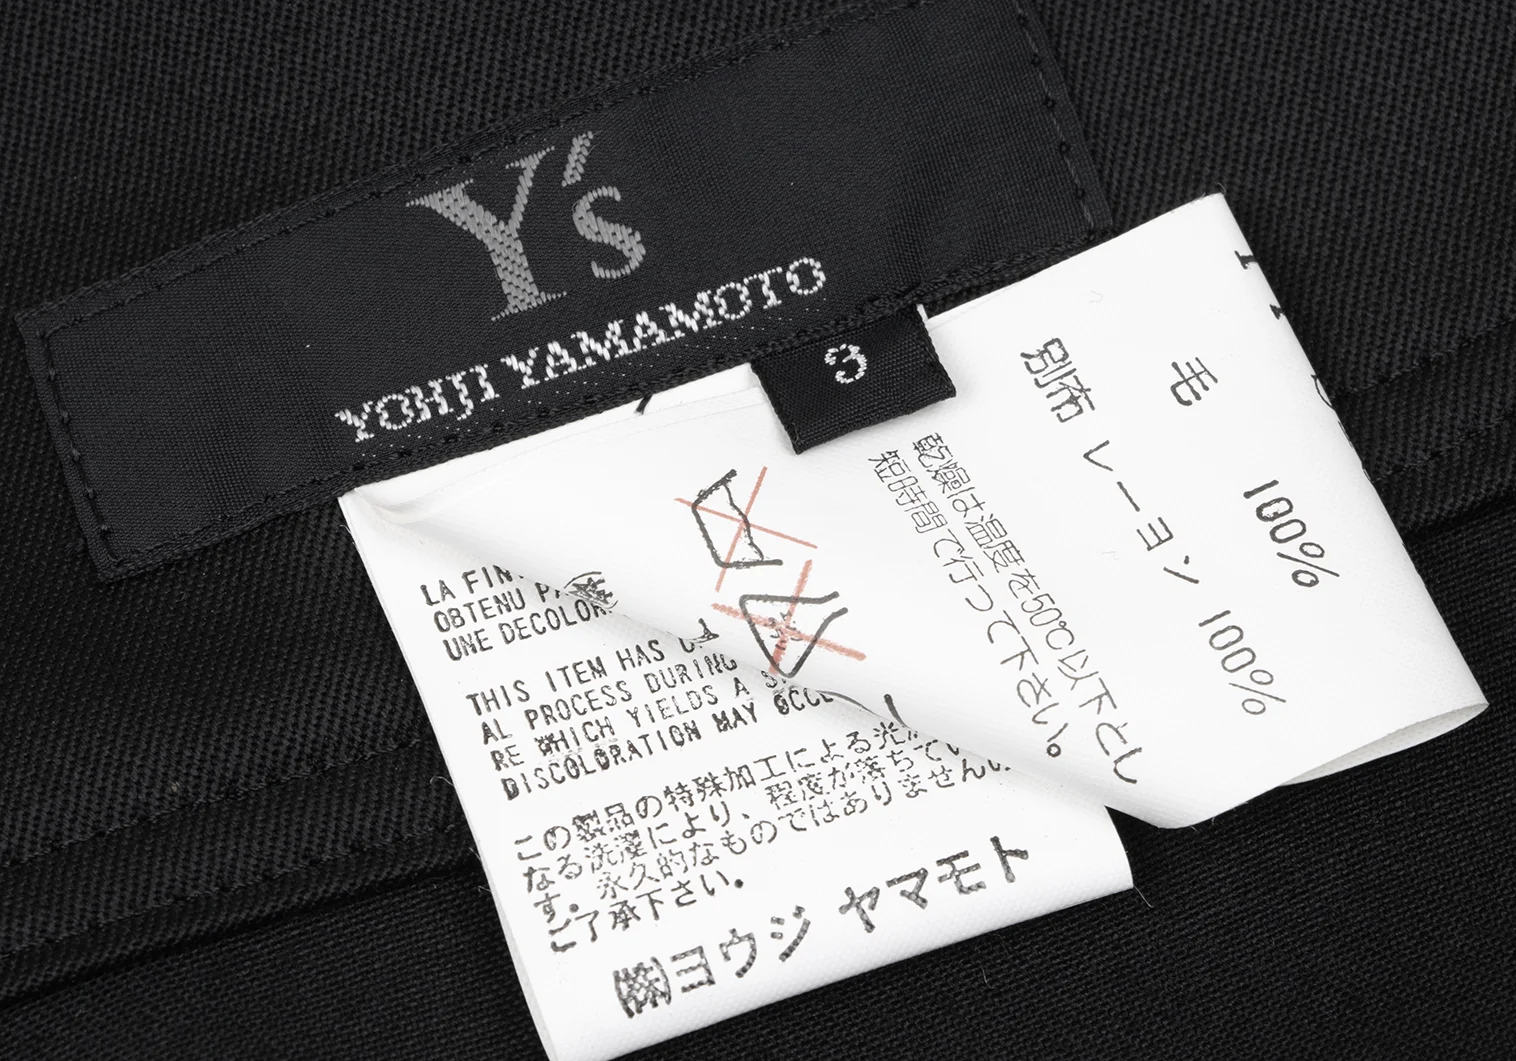 Y's
YOHJI YAMAMOTO
3
毛 100%
別布 レーヨン 100%
乾燥は温度を50℃以下とし
短時間で行って下さい。
LA FIN
OBTENU
UNE DECOLOR
THIS ITEM HAS
AL PROCESS DURING
RE WHICH YIELDS A
DISCOLORATION MAY OCCU
この製品の特殊加工による
なる洗濯により、程度が落ちてい
す。永久的なものではありません
ご了承下さい。
(株)ヨウジ ヤマモト